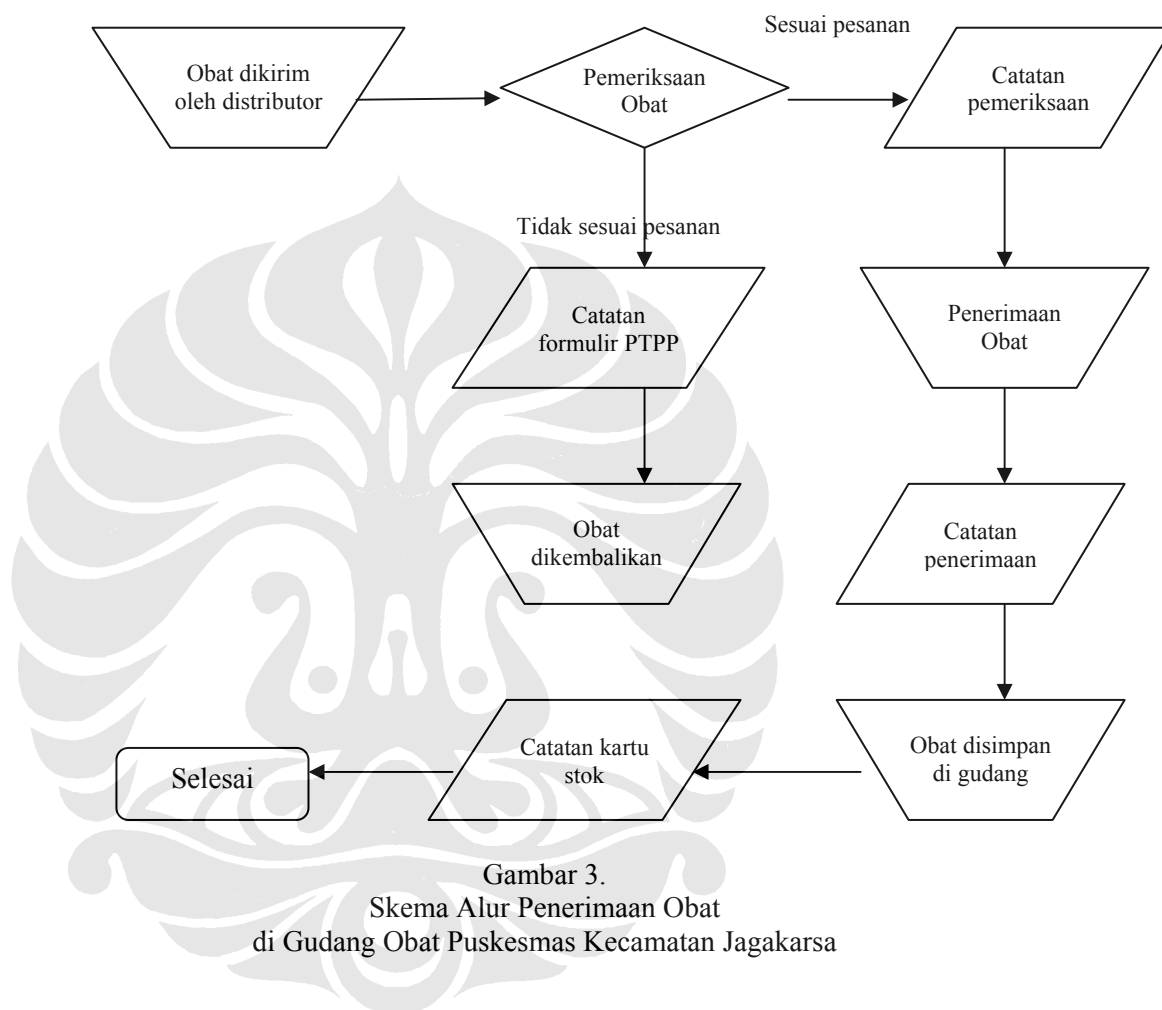 Sesuai pesanan
Obat dikirim
oleh distributor
Pemeriksaan
Obat
Catatan
pemeriksaan
Tidak sesuai pesanan
Catatan
formulir PTPP
Penerimaan
Obat
Obat
dikembalikan
Catatan
penerimaan
Selesai
Catatan kartu
stok
Obat disimpan
di gudang
Gambar 3.
Skema Alur Penerimaan Obat
di Gudang Obat Puskesmas Kecamatan Jagakarsa